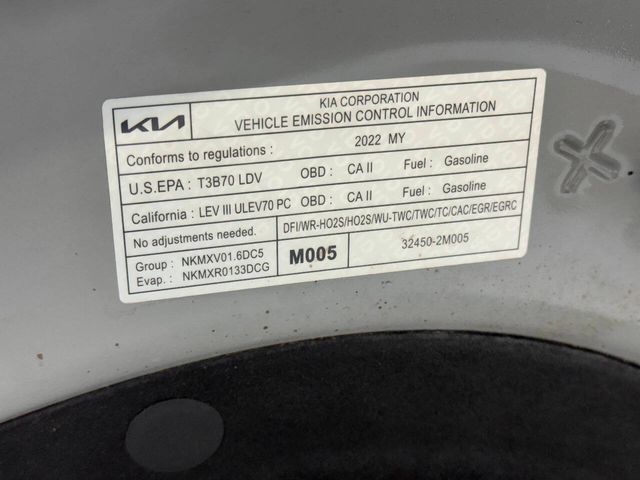 KIA
KIA CORPORATION
VEHICLE EMISSION CONTROL INFORMATION
Conforms to regulations : 2022 MY
U.S.EPA : T3B70 LDV OBD : CA II Fuel : Gasoline
California : LEV III ULEV70 PC OBD : CA II Fuel : Gasoline
No adjustments needed. DFI/WR-HO2S/HO2S/WU-TWC/TWC/TC/CAC/EGR/EGRC
Group : NKMXV01.6DC5
Evap. : NKMXR0133DCG
M005
32450-2M005